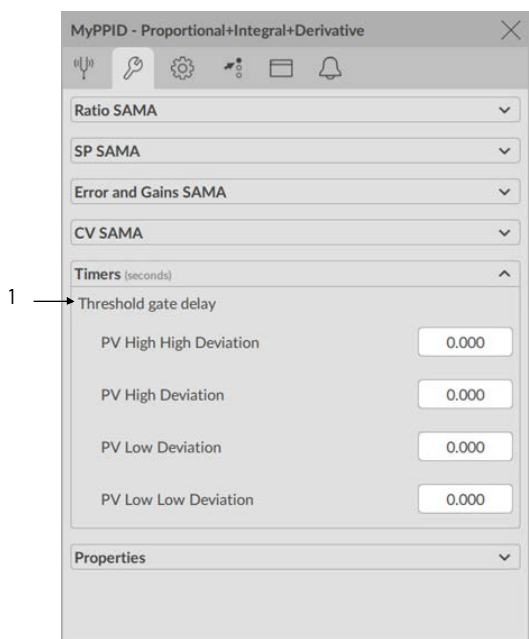 MyPPID - Proportional+Integral+Derivative
Ratio SAMA
SP SAMA
Error and Gains SAMA
CV SAMA
Timers (seconds)
1
Threshold gate delay
PV High High Deviation 0.000
PV High Deviation 0.000
PV Low Deviation 0.000
PV Low Low Deviation 0.000
Properties